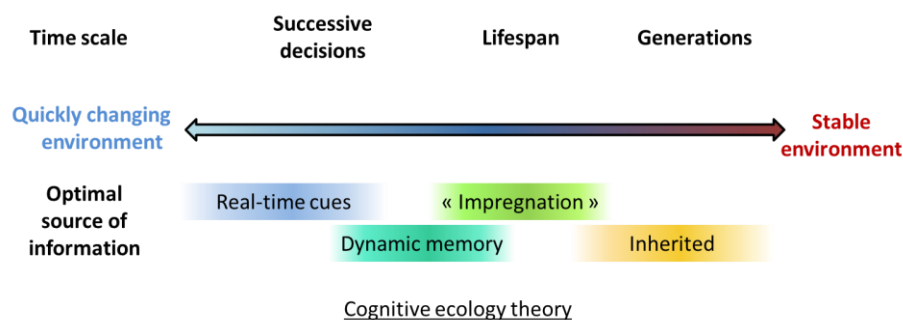 Time scale
Successive
decisions
Lifespan
Generations
Quickly changing
environment
Stable
environment
Optimal
source of
information
Real-time cues
« Impregnation »
Dynamic memory
Inherited
Cognitive ecology theory